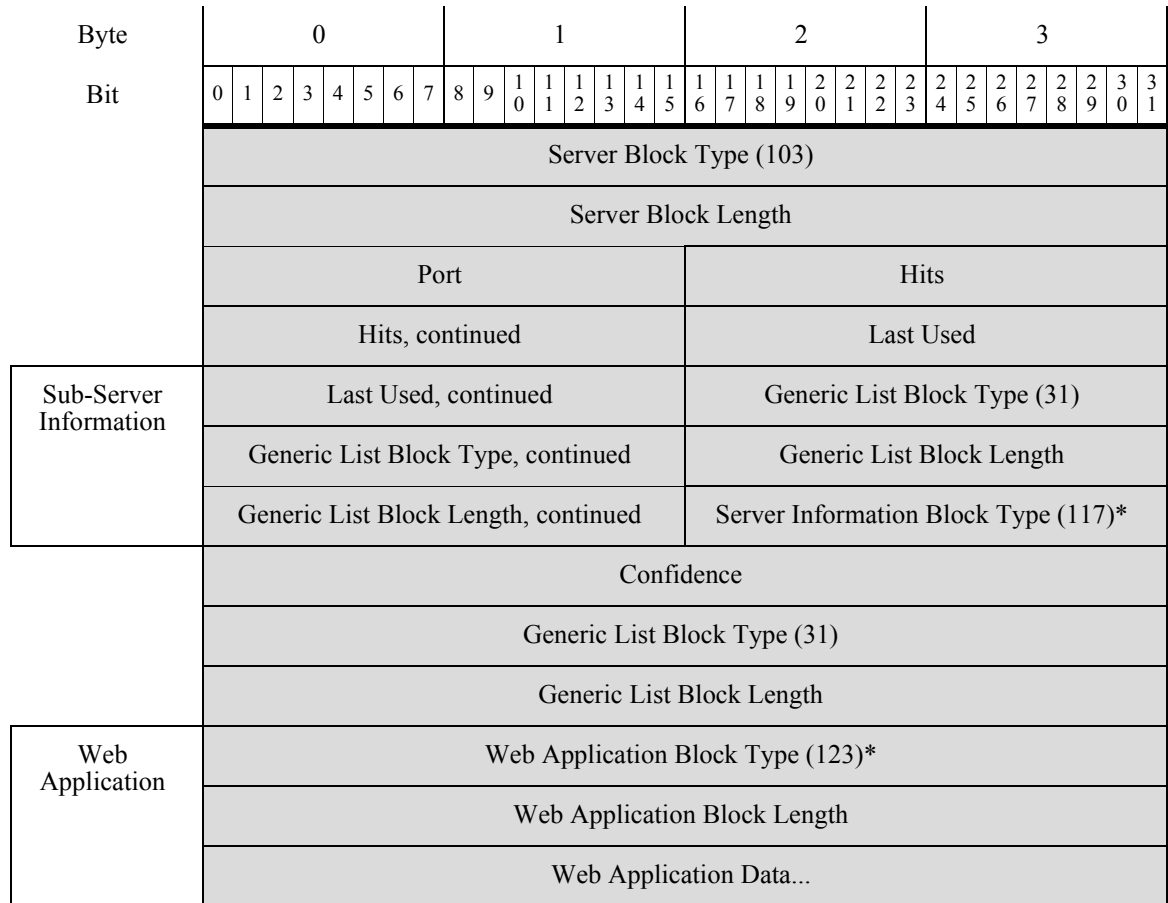 Byte 0 1 2 3
Bit 0 1 2 3 4 5 6 7 8 9 10 11 12 13 14 15 16 17 18 19 20 21 22 23 24 25 26 27 28 29 30 31
Server Block Type (103)
Server Block Length
Port Hits
Hits, continued Last Used
Sub-Server Last Used, continued Generic List Block Type (31)
Information
Generic List Block Type, continued Generic List Block Length
Generic List Block Length, continued Server Information Block Type (117)*
Confidence
Generic List Block Type (31)
Generic List Block Length
Web Web Application Block Type (123)*
Application
Web Application Block Length
Web Application Data...